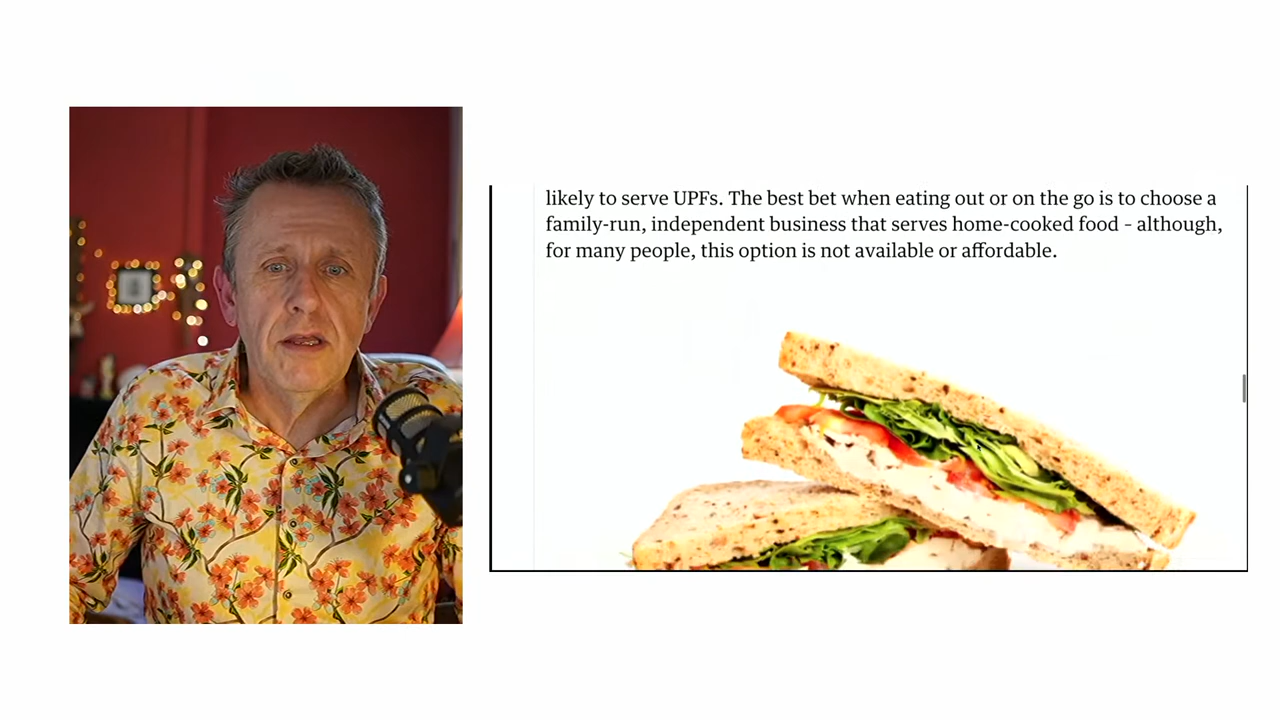 likely to serve UPFs. The best bet when eating out or on the go is to choose a
family-run, independent business that serves home-cooked food – although,
for many people, this option is not available or affordable.